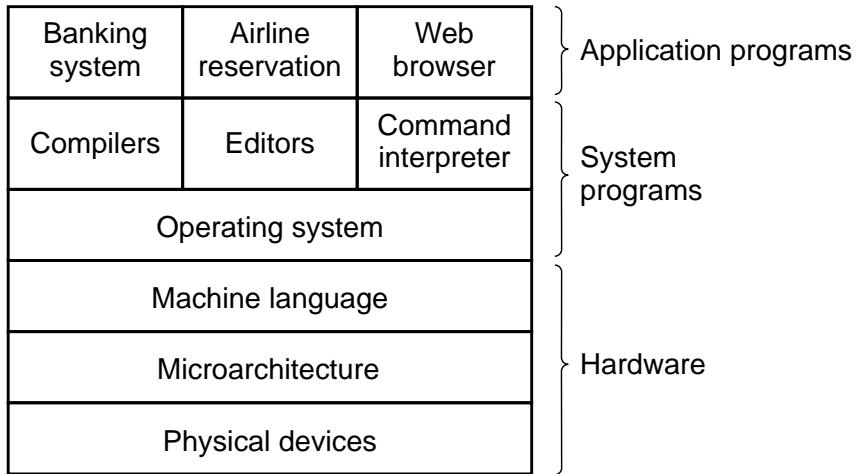 Banking
system
Airline
reservation
Web
browser
Application programs
Compilers
Editors
Command
interpreter
System
programs
Operating system
Machine language
Microarchitecture
Hardware
Physical devices